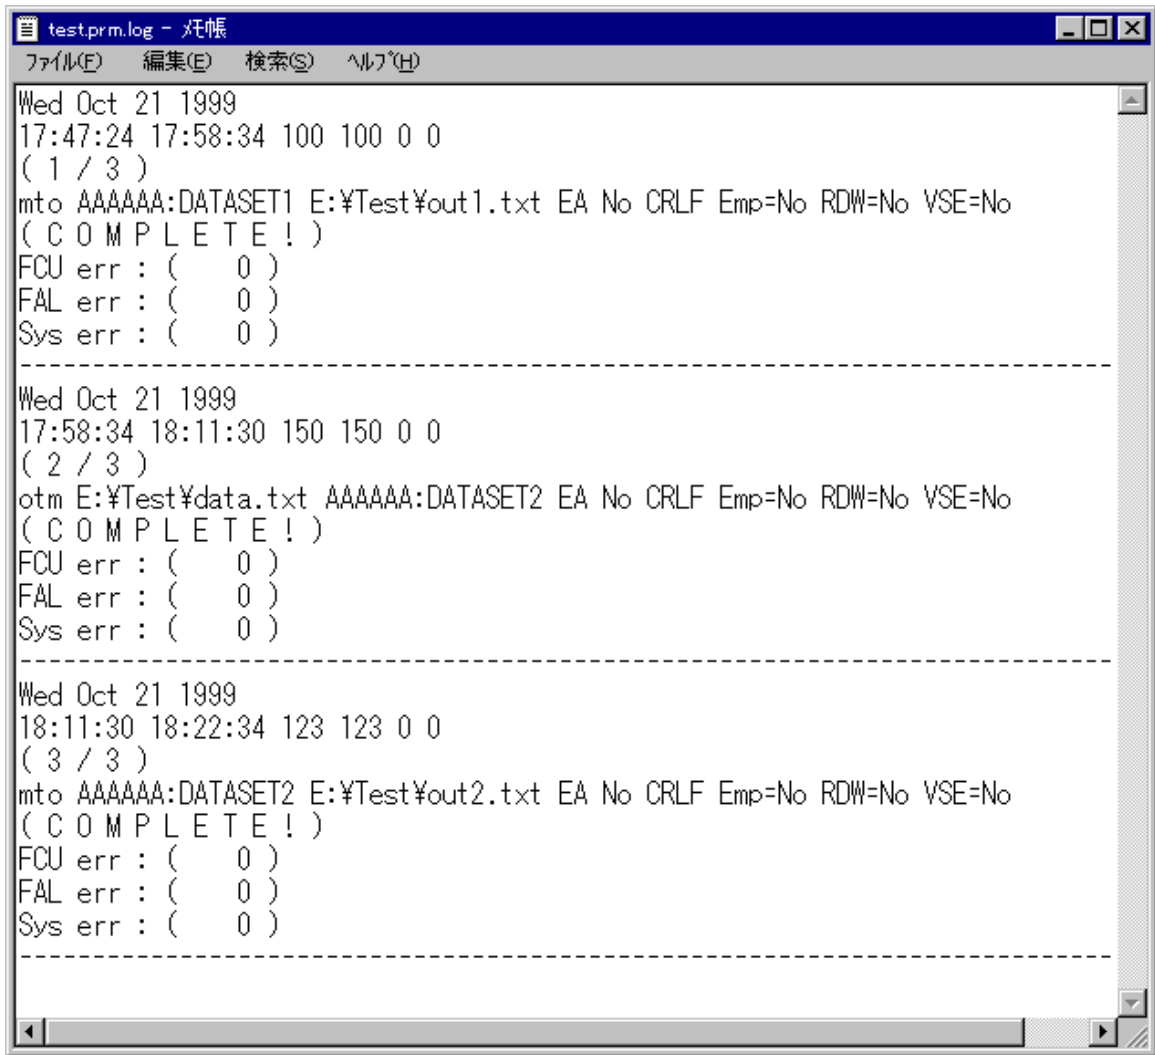 test.prm.log - ﾒﾓ帳
ﾌｧｲﾙ(F) 編集(E) 検索(S) ﾍﾙﾌﾟ(H)
Wed Oct 21 1999
17:47:24 17:58:34 100 100 0 0
( 1 / 3 )
mto AAAAAA:DATASET1 E:¥Test¥out1.txt EA No CRLF Emp=No RDW=No VSE=No
( C O M P L E T E ! )
FCU err : (    0 )
FAL err : (    0 )
Sys err : (    0 )
---------------------------------------------------------------------------
Wed Oct 21 1999
17:58:34 18:11:30 150 150 0 0
( 2 / 3 )
otm E:¥Test¥data.txt AAAAAA:DATASET2 EA No CRLF Emp=No RDW=No VSE=No
( C O M P L E T E ! )
FCU err : (    0 )
FAL err : (    0 )
Sys err : (    0 )
---------------------------------------------------------------------------
Wed Oct 21 1999
18:11:30 18:22:34 123 123 0 0
( 3 / 3 )
mto AAAAAA:DATASET2 E:¥Test¥out2.txt EA No CRLF Emp=No RDW=No VSE=No
( C O M P L E T E ! )
FCU err : (    0 )
FAL err : (    0 )
Sys err : (    0 )
---------------------------------------------------------------------------